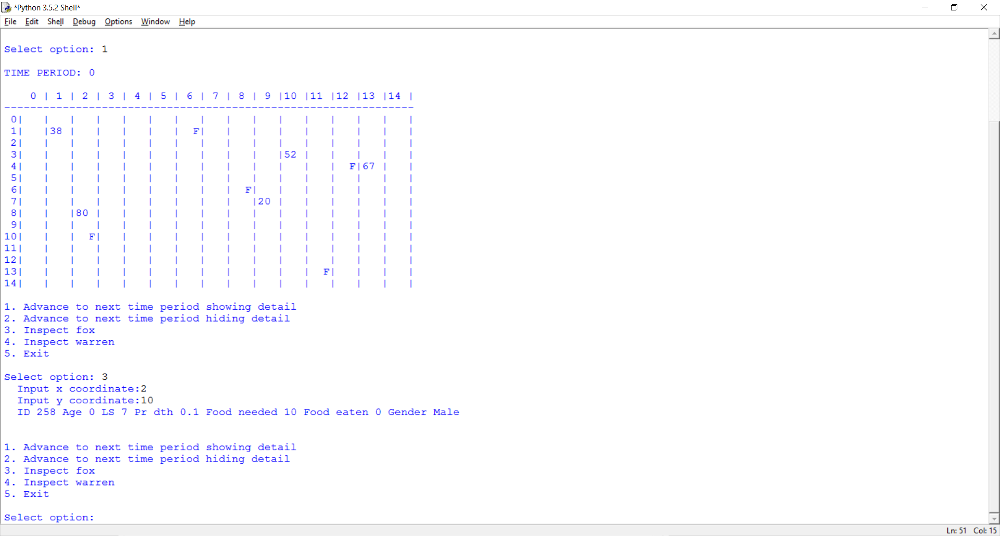 *Python 3.5.2 Shell*
File Edit Shell Debug Options Window Help
Select option: 1
TIME PERIOD: 0
    0 | 1 | 2 | 3 | 4 | 5 | 6 | 7 | 8 | 9 |10 |11 |12 |13 |14 |
---------------------------------------------------------------
 0|   |   |   |   |   |   |   |   |   |   |   |   |   |   |   |
 1|   |38 |   |   |   |   |  F|   |   |   |   |   |   |   |   |
 2|   |   |   |   |   |   |   |   |   |   |   |   |   |   |   |
 3|   |   |   |   |   |   |   |   |   |   |52 |   |   |   |   |
 4|   |   |   |   |   |   |   |   |   |   |   |   |  F|67 |   |
 5|   |   |   |   |   |   |   |   |   |   |   |   |   |   |   |
 6|   |   |   |   |   |   |   |   |  F|   |   |   |   |   |   |
 7|   |   |   |   |   |   |   |   |   |20 |   |   |   |   |   |
 8|   |   |80 |   |   |   |   |   |   |   |   |   |   |   |   |
 9|   |   |   |   |   |   |   |   |   |   |   |   |   |   |   |
10|   |   |  F|   |   |   |   |   |   |   |   |   |   |   |   |
11|   |   |   |   |   |   |   |   |   |   |   |   |   |   |   |
12|   |   |   |   |   |   |   |   |   |   |   |   |   |   |   |
13|   |   |   |   |   |   |   |   |   |   |   |  F|   |   |   |
14|   |   |   |   |   |   |   |   |   |   |   |   |   |   |   |
1. Advance to next time period showing detail
2. Advance to next time period hiding detail
3. Inspect fox
4. Inspect warren
5. Exit
Select option: 3
  Input x coordinate:2
  Input y coordinate:10
  ID 258 Age 0 LS 7 Pr dth 0.1 Food needed 10 Food eaten 0 Gender Male
1. Advance to next time period showing detail
2. Advance to next time period hiding detail
3. Inspect fox
4. Inspect warren
5. Exit
Select option:
Ln: 51 Col: 15